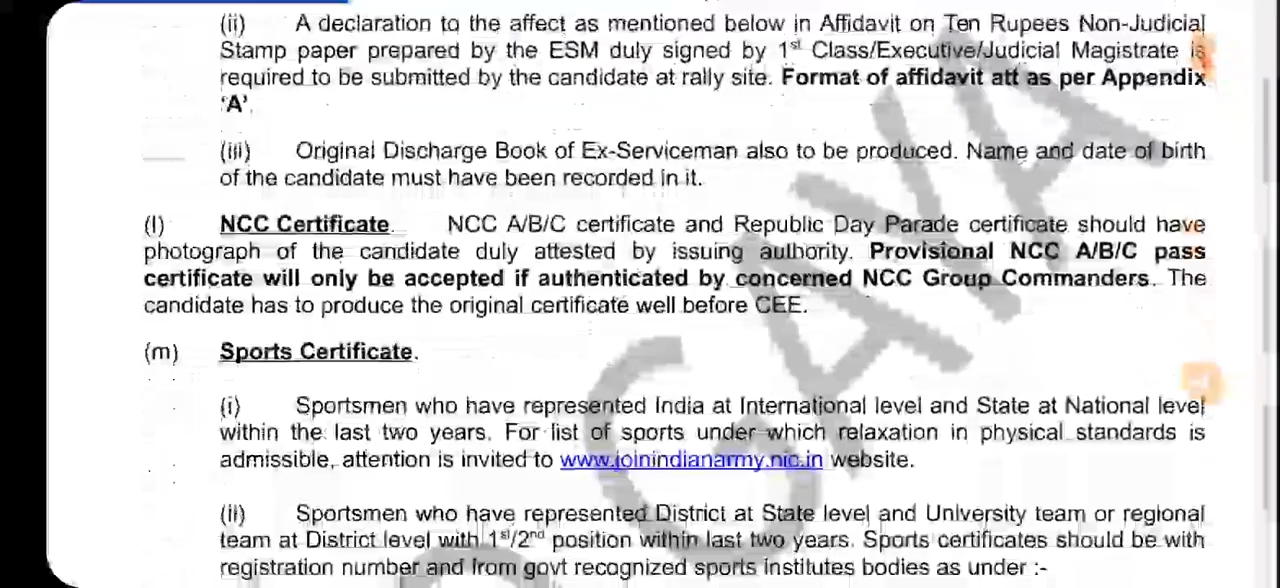 (ii) A declaration to the affect as mentioned below in Affidavit on Ten Rupees Non-Judicial
Stamp paper prepared by the ESM duly signed by 1st Class/Executive/Judicial Magistrate is
required to be submitted by the candidate at rally site. Format of affidavit att as per Appendix
'A'.
(iii) Original Discharge Book of Ex-Serviceman also to be produced. Name and date of birth
of the candidate must have been recorded in it.
(l) NCC Certificate. NCC A/B/C certificate and Republic Day Parade certificate should have
photograph of the candidate duly attested by issuing authority. Provisional NCC A/B/C pass
certificate will only be accepted if authenticated by concerned NCC Group Commanders. The
candidate has to produce the original certificate well before CEE.
(m) Sports Certificate.
(i) Sportsmen who have represented India at International level and State at National level
within the last two years. For list of sports under which relaxation in physical standards is
admissible, attention is invited to www.joinindianarmy.nic.in website.
(ii) Sportsmen who have represented District at State level and University team or regional
team at District level with 1st/2nd position within last two years. Sports certificates should be with
registration number and from govt recognized sports institutes bodies as under :-
GAYA